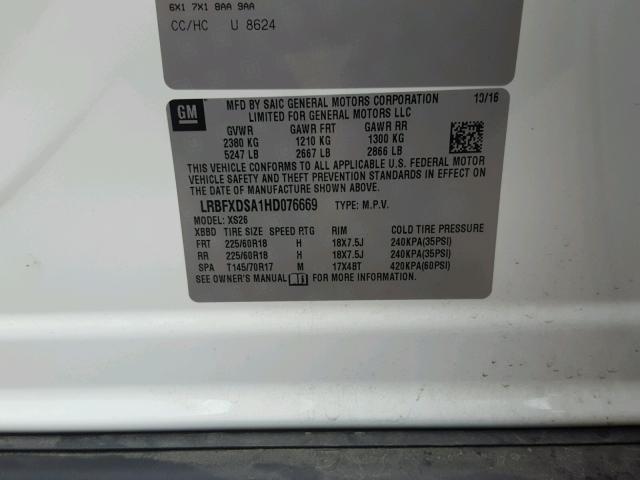 6X1 7X1 8AA 9AA
CC/HC U 8624
GM
MFD BY SAIC GENERAL MOTORS CORPORATION 10/16
LIMITED FOR GENERAL MOTORS LLC
GVWR GAWR FRT GAWR RR
2380 KG 1210 KG 1300 KG
5247 LB 2667 LB 2866 LB
THIS VEHICLE CONFORMS TO ALL APPLICABLE U.S. FEDERAL MOTOR
VEHICLE SAFETY AND THEFT PREVENTION STANDARDS IN EFFECT
ON THE DATE OF MANUFACTURE SHOWN ABOVE.
LRBFXDSA1HD076669 TYPE: M.P.V.
MODEL: XS26
XBBD TIRE SIZE SPEED RTG RIM COLD TIRE PRESSURE
FRT 225/60R18 H 18X7.5J 240KPA(35PSI)
RR 225/60R18 H 18X7.5J 240KPA(35PSI)
SPA T145/70R17 M 17X4BT 420KPA(60PSI)
SEE OWNER'S MANUAL FOR MORE INFORMATION.